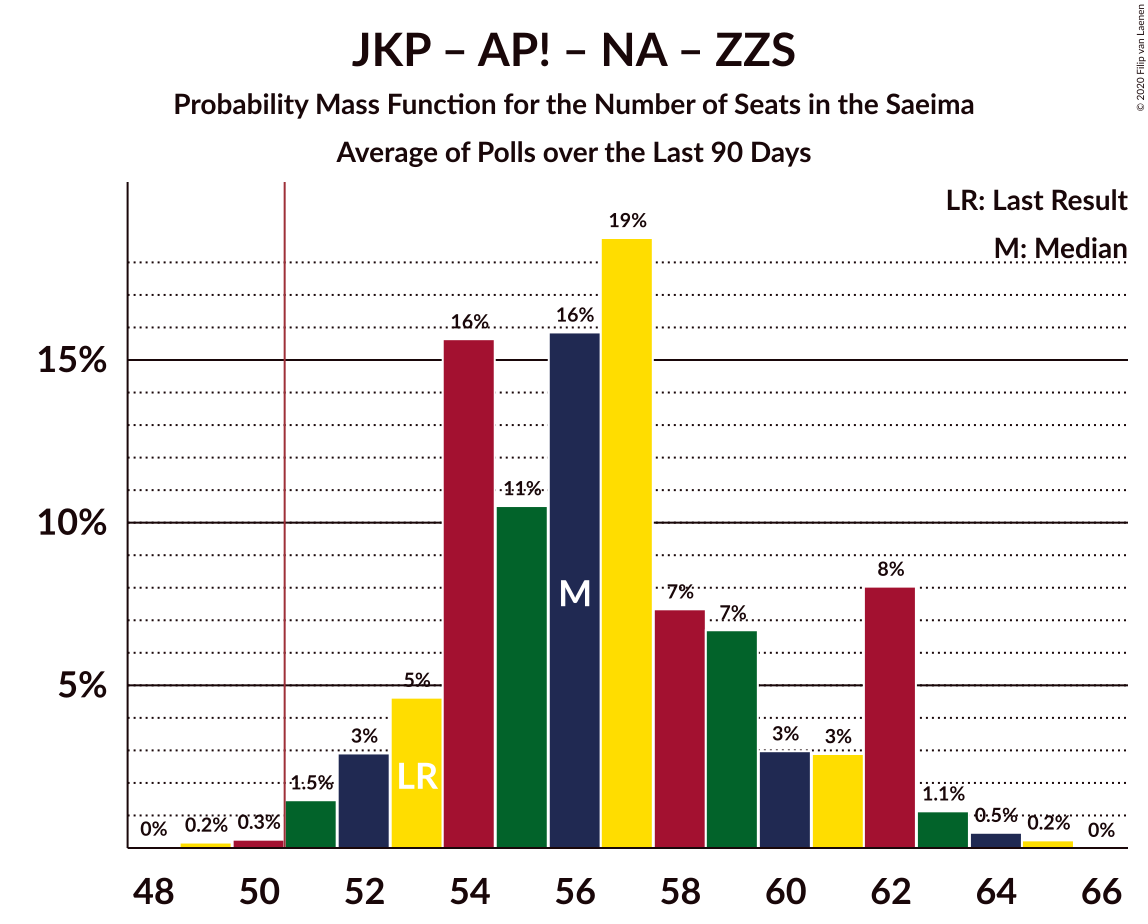 JKP – AP! – NA – ZZS
Probability Mass Function for the Number of Seats in the Saeima
Average of Polls over the Last 90 Days
© 2020 Filip van Laenen
LR: Last Result
M: Median
19%
16%
16%
15%
11%
10%
8%
M
7%
7%
5%
5%
3%
3%
3%
LR
1.5%
1.1%
0%
0.2%
0.3%
0.5%
0.2%
0%
48 50 52 54 56 58 60 62 64 66